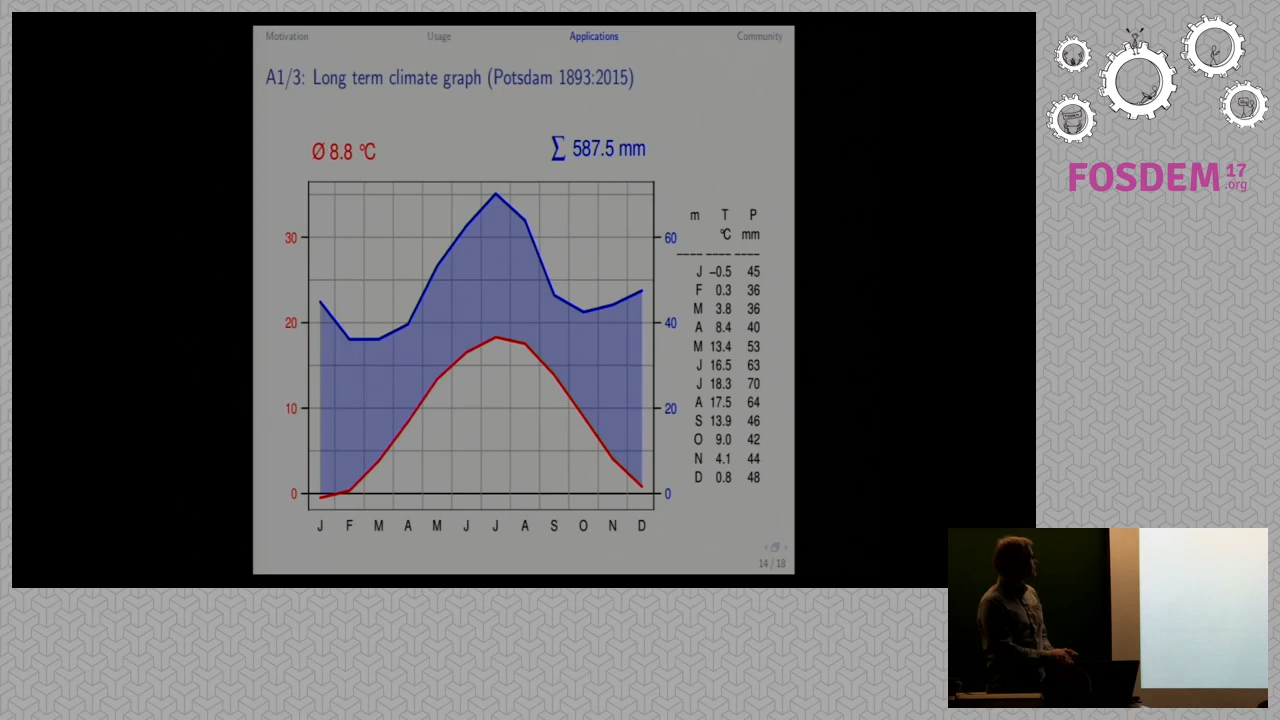 Motivation Usage Applications Community
A1/3: Long term climate graph (Potsdam 1893:2015)
Ø 8.8 °C ∑ 587.5 mm
30
20
10
0
60
40
20
0
J F M A M J J A S O N D
m T P
°C mm
---- ---- ----
J −0.5 45
F 0.3 36
M 3.8 36
A 8.4 40
M 13.4 53
J 16.5 63
J 18.3 70
A 17.5 64
S 13.9 46
O 9.0 42
N 4.1 44
D 0.8 48
14 / 18
FOSDEM 17
.org